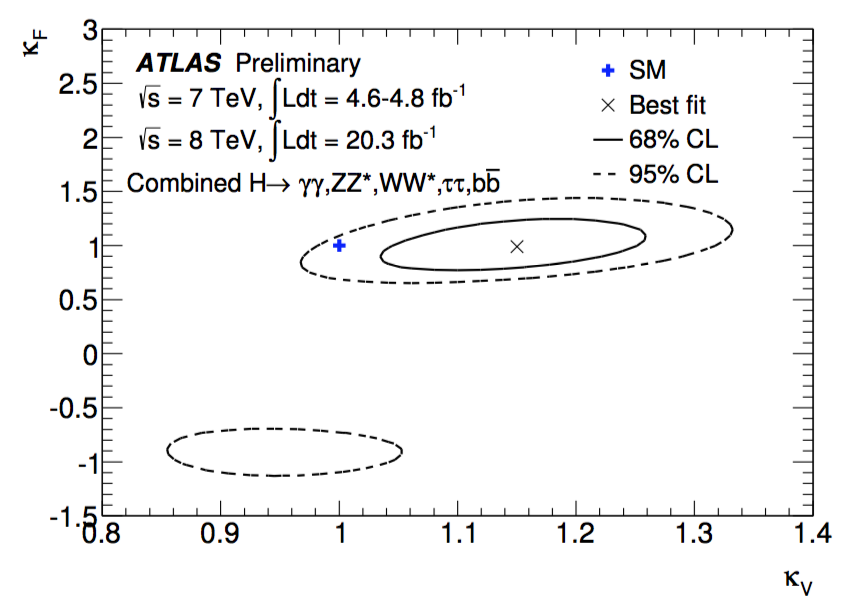 κF
3
ATLAS Preliminary
SM
2.5
√s = 7 TeV, ∫Ldt = 4.6-4.8 fb-1
Best fit
2
√s = 8 TeV, ∫Ldt = 20.3 fb-1
68% CL
1.5
Combined H→ γγ,ZZ*,WW*,ττ,bb̅
95% CL
1
0.5
0
-0.5
-1
-1.5
0.8 0.9 1 1.1 1.2 1.3 1.4
κV